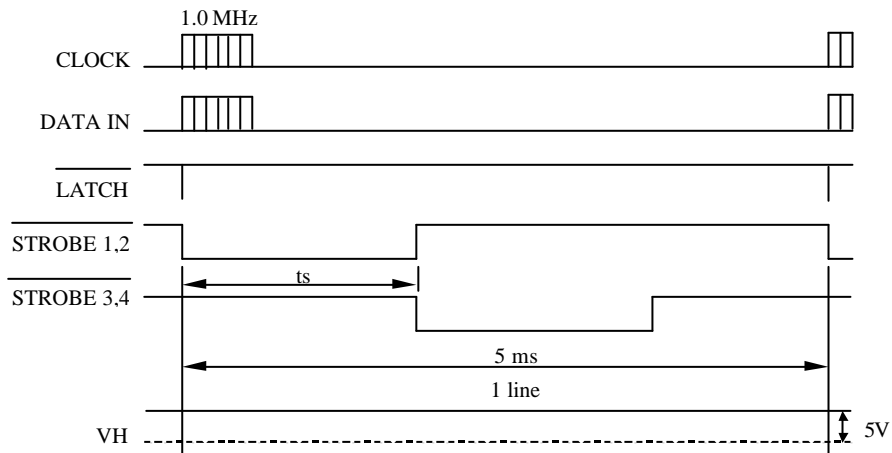 1.0 MHz
CLOCK
DATA IN
LATCH
STROBE 1,2
ts
STROBE 3,4
5 ms
1 line
VH
5V